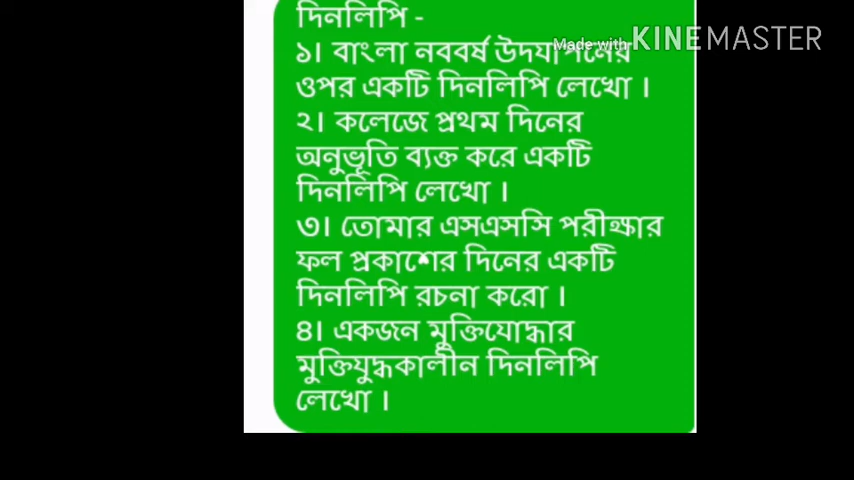 দিনলিপি -
Made with KINEMASTER
১। বাংলা নববর্ষ উদযাপনের
ওপর একটি দিনলিপি লেখো ।
২। কলেজে প্রথম দিনের
অনুভূতি ব্যক্ত করে একটি
দিনলিপি লেখো ।
৩। তোমার এসএসসি পরীক্ষার
ফল প্রকাশের দিনের একটি
দিনলিপি রচনা করো ।
৪। একজন মুক্তিযোদ্ধার
মুক্তিযুদ্ধকালীন দিনলিপি
লেখো ।